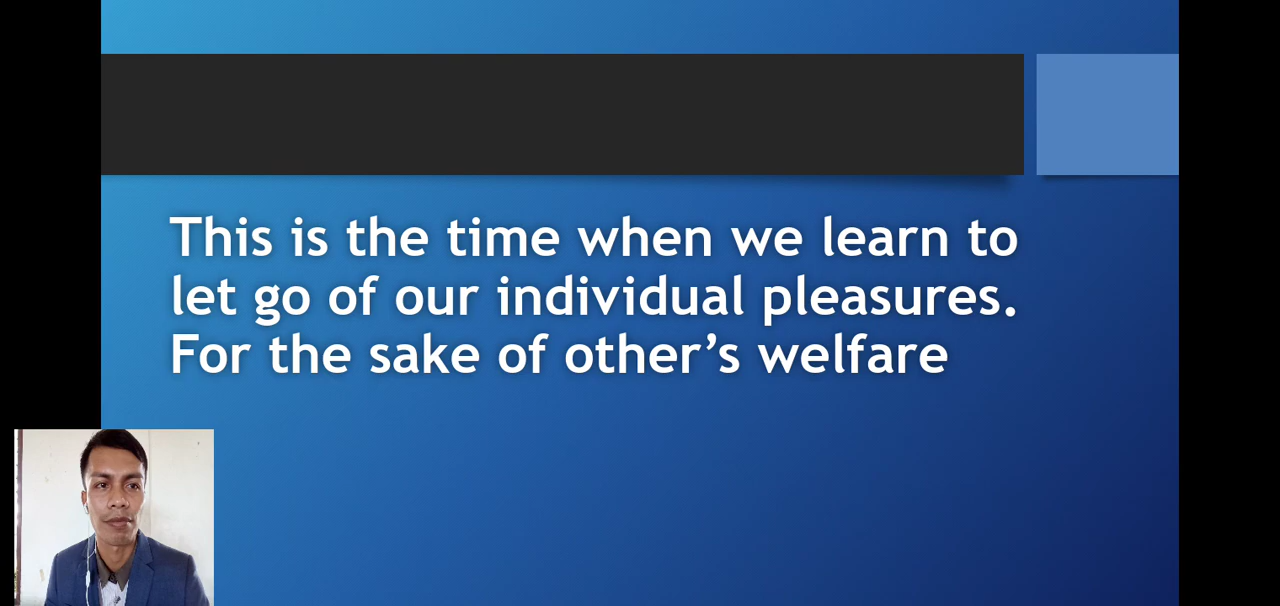 This is the time when we learn to
let go of our individual pleasures.
For the sake of other’s welfare